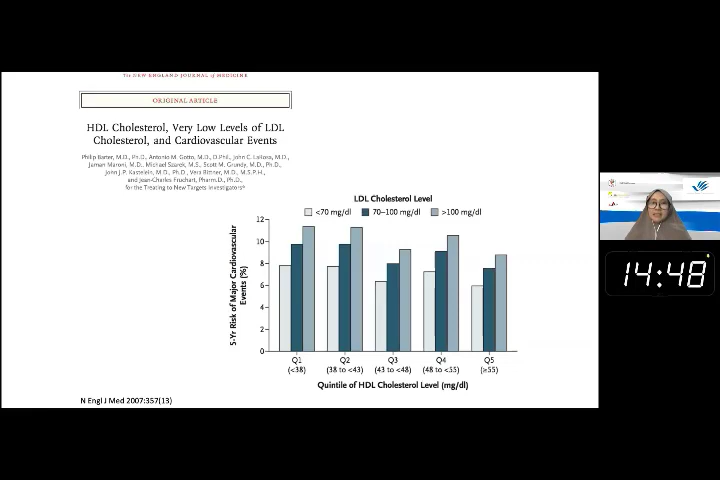 The NEW ENGLAND JOURNAL of MEDICINE
ORIGINAL ARTICLE
HDL Cholesterol, Very Low Levels of LDL
Cholesterol, and Cardiovascular Events
Philip Barter, M.D., Ph.D., Antonio M. Gotto, M.D., D.Phil., John C. LaRosa, M.D.,
Jaman Maroni, M.D., Michael Szarek, M.S., Scott M. Grundy, M.D., Ph.D.,
John J.P. Kastelein, M.D., Ph.D., Vera Bittner, M.D., M.S.P.H.,
and Jean-Charles Fruchart, Pharm.D., Ph.D.,
for the Treating to New Targets Investigators*
LDL Cholesterol Level
<70 mg/dl 70–100 mg/dl >100 mg/dl
5-Yr Risk of Major Cardiovascular
Events (%)
12
10
8
6
4
2
0
Q1 Q2 Q3 Q4 Q5
(<38) (38 to <43) (43 to <48) (48 to <55) (≥55)
Quintile of HDL Cholesterol Level (mg/dl)
N Engl J Med 2007:357(13)
14:48